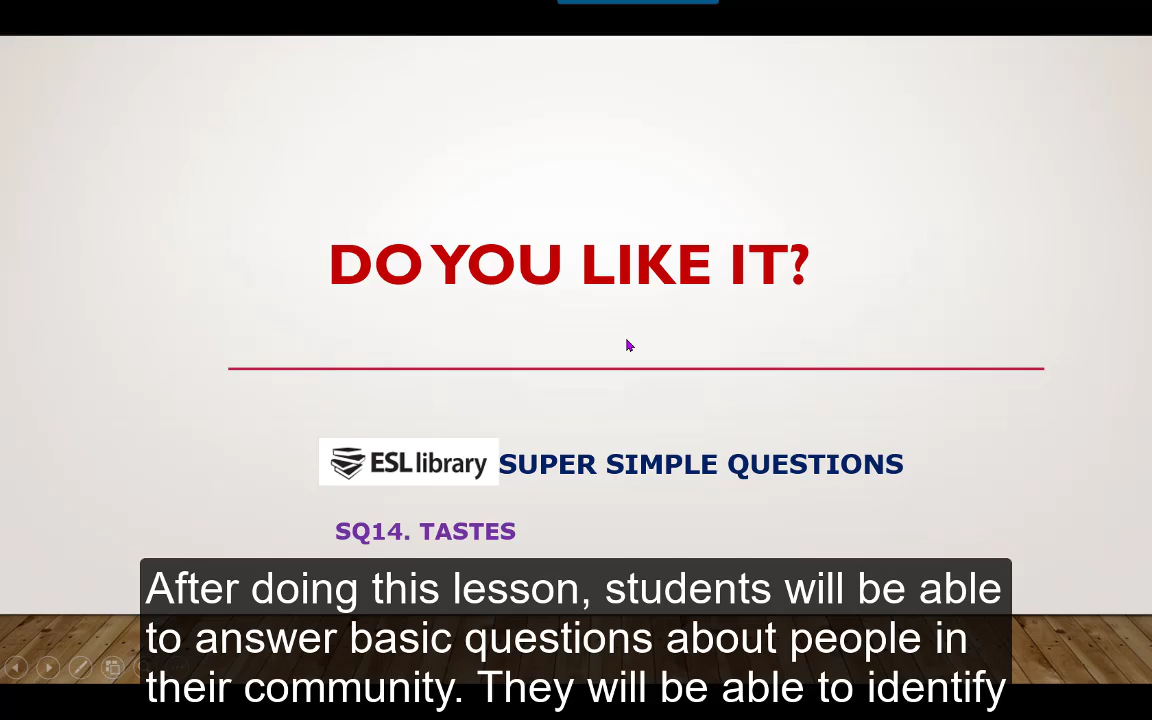 DO YOU LIKE IT?
ESL library SUPER SIMPLE QUESTIONS
SQ14. TASTES
After doing this lesson, students will be able
to answer basic questions about people in
their community. They will be able to identify